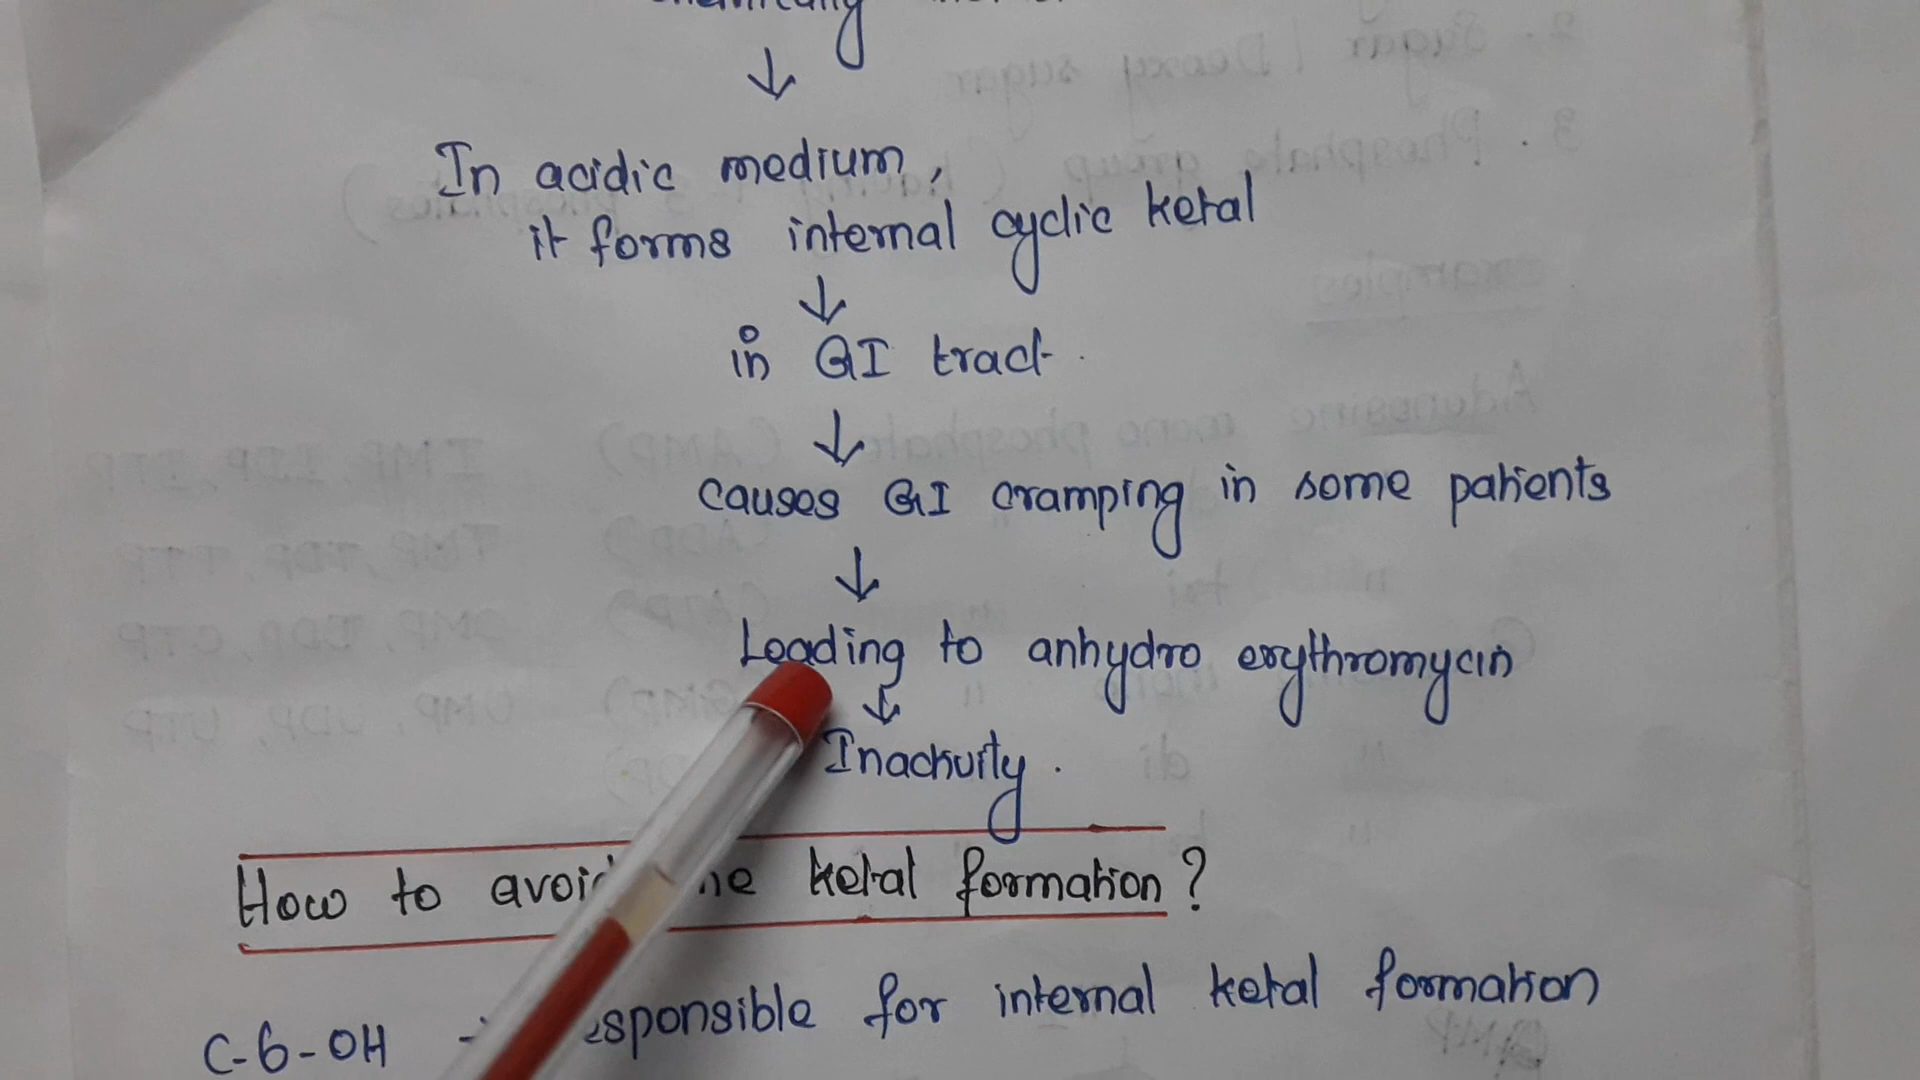 In acidic medium,
it forms internal cyclic ketal
↓
in GI tract.
↓
causes GI cramping in some patients
↓
Leading to anhydro erythromycin
↓
Inactivity.
How to avoid ketal formation?
C-6-OH → responsible for internal ketal formation